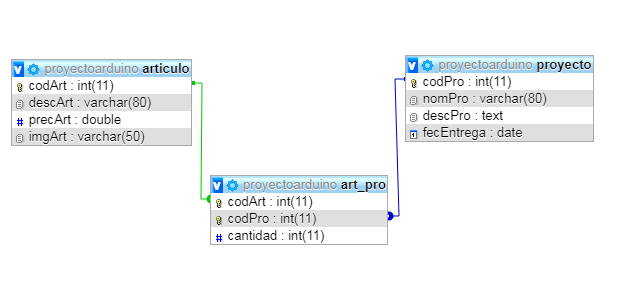 proyectoarduino articulo
codArt : int(11)
descArt : varchar(80)
precArt : double
imgArt : varchar(50)
proyectoarduino proyecto
codPro : int(11)
nomPro : varchar(80)
descPro : text
fecEntrega : date
proyectoarduino art_pro
codArt : int(11)
codPro : int(11)
cantidad : int(11)